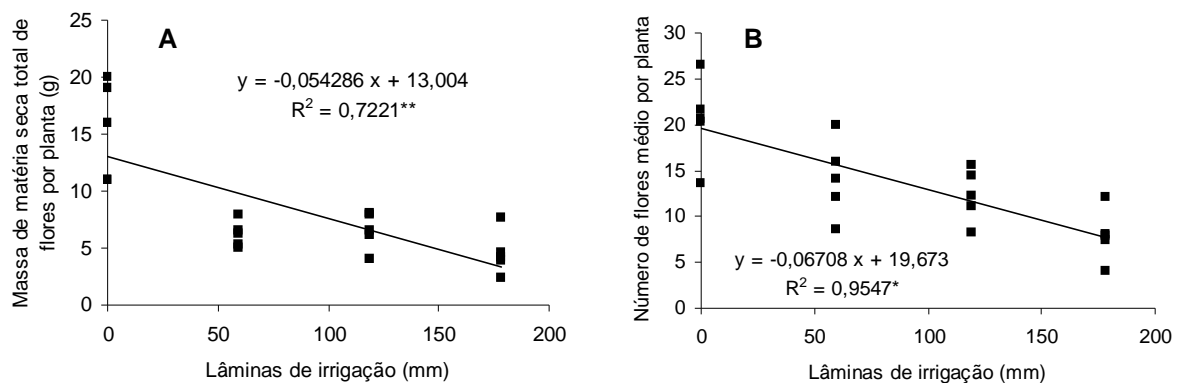 A
Massa de matéria seca total de
flores por planta (g)
25
20
15
10
5
0
y = -0,054286 x + 13,004
R² = 0,7221**
0 50 100 150 200
Lâminas de irrigação (mm)
B
Número de flores médio por planta
30
25
20
15
10
5
0
y = -0,06708 x + 19,673
R² = 0,9547*
0 50 100 150 200
Lâminas de irrigação (mm)